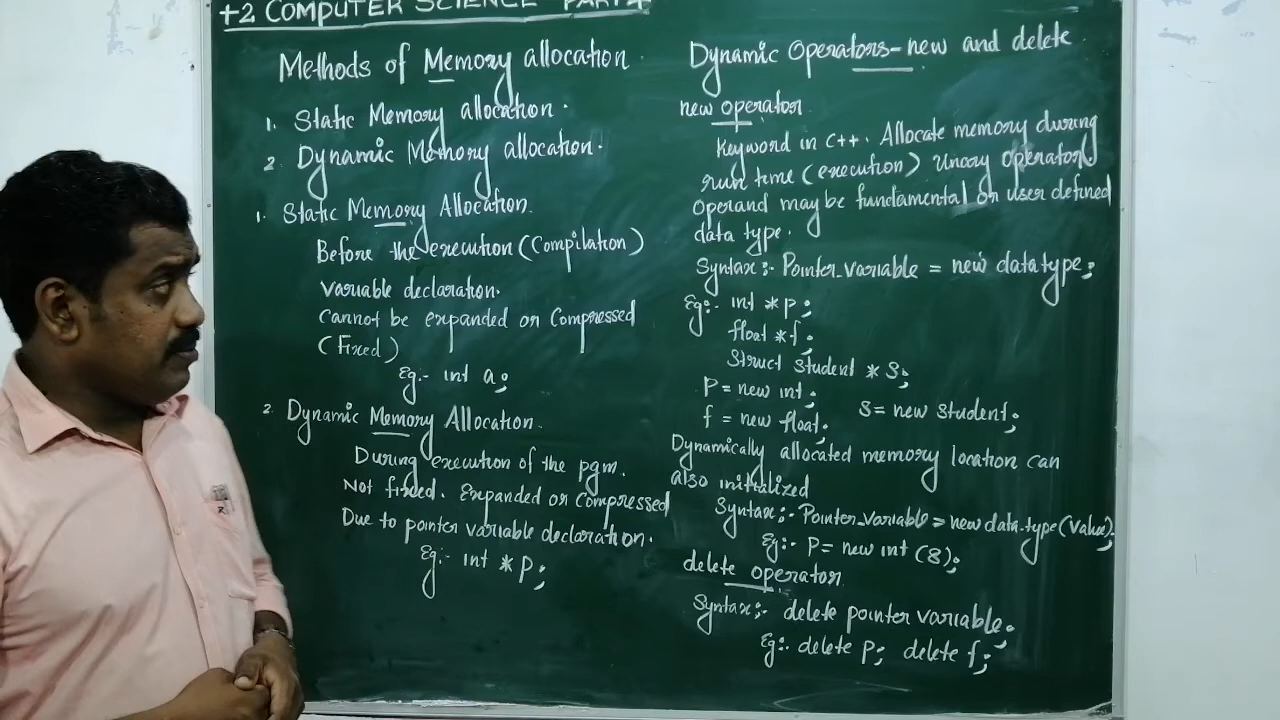 +2 COMPUTER SCIENCE PART 4
Methods of Memory allocation.
1. Static Memory allocation.
2. Dynamic Memory allocation.
1. Static Memory Allocation.
Before the execution (Compilation)
variable declaration.
Cannot be expanded or Compressed
(Fixed)
Eg:- int a;
2. Dynamic Memory Allocation.
During execution of the pgm.
Not fixed. Expanded or Compressed
Due to pointer variable declaration.
Eg:- int *p;
Dynamic Operators - new and delete
new operator.
Keyword in C++. Allocate memory during
run time (execution). Unary operator.
Operand may be fundamental or user defined
data type.
Syntax:- Pointer_variable = new datatype;
Eg:- int *p;
float *f;
Struct Student *S;
P = new int;
f = new float;
S = new Student;
Dynamically allocated memory location can
also initialized
Syntax:- Pointer_variable = new data-type(value);
Eg:- P = new int (8);
delete operator
Syntax:- delete pointer variable.
Eg:- delete p; delete f;